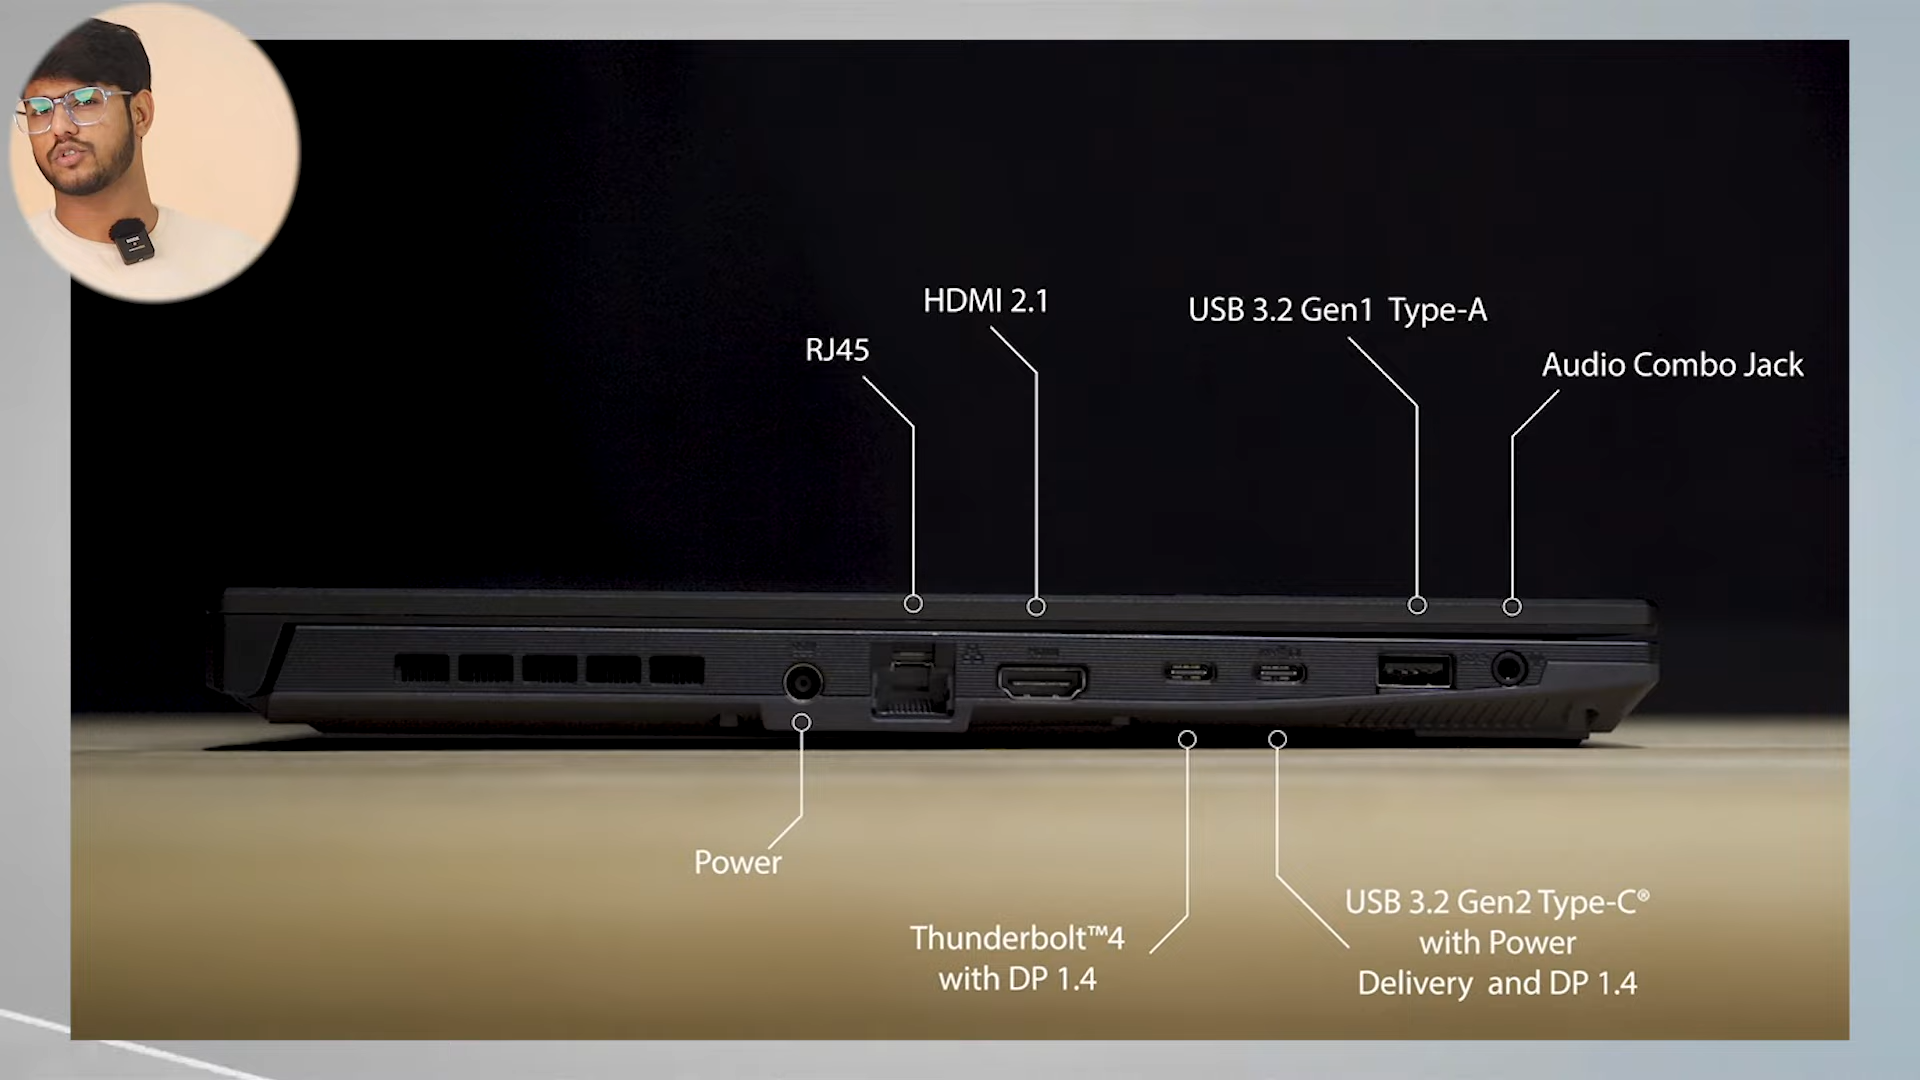 HDMI 2.1
USB 3.2 Gen1 Type-A
RJ45
Audio Combo Jack
Power
Thunderbolt™4
with DP 1.4
USB 3.2 Gen2 Type-C®
with Power
Delivery and DP 1.4